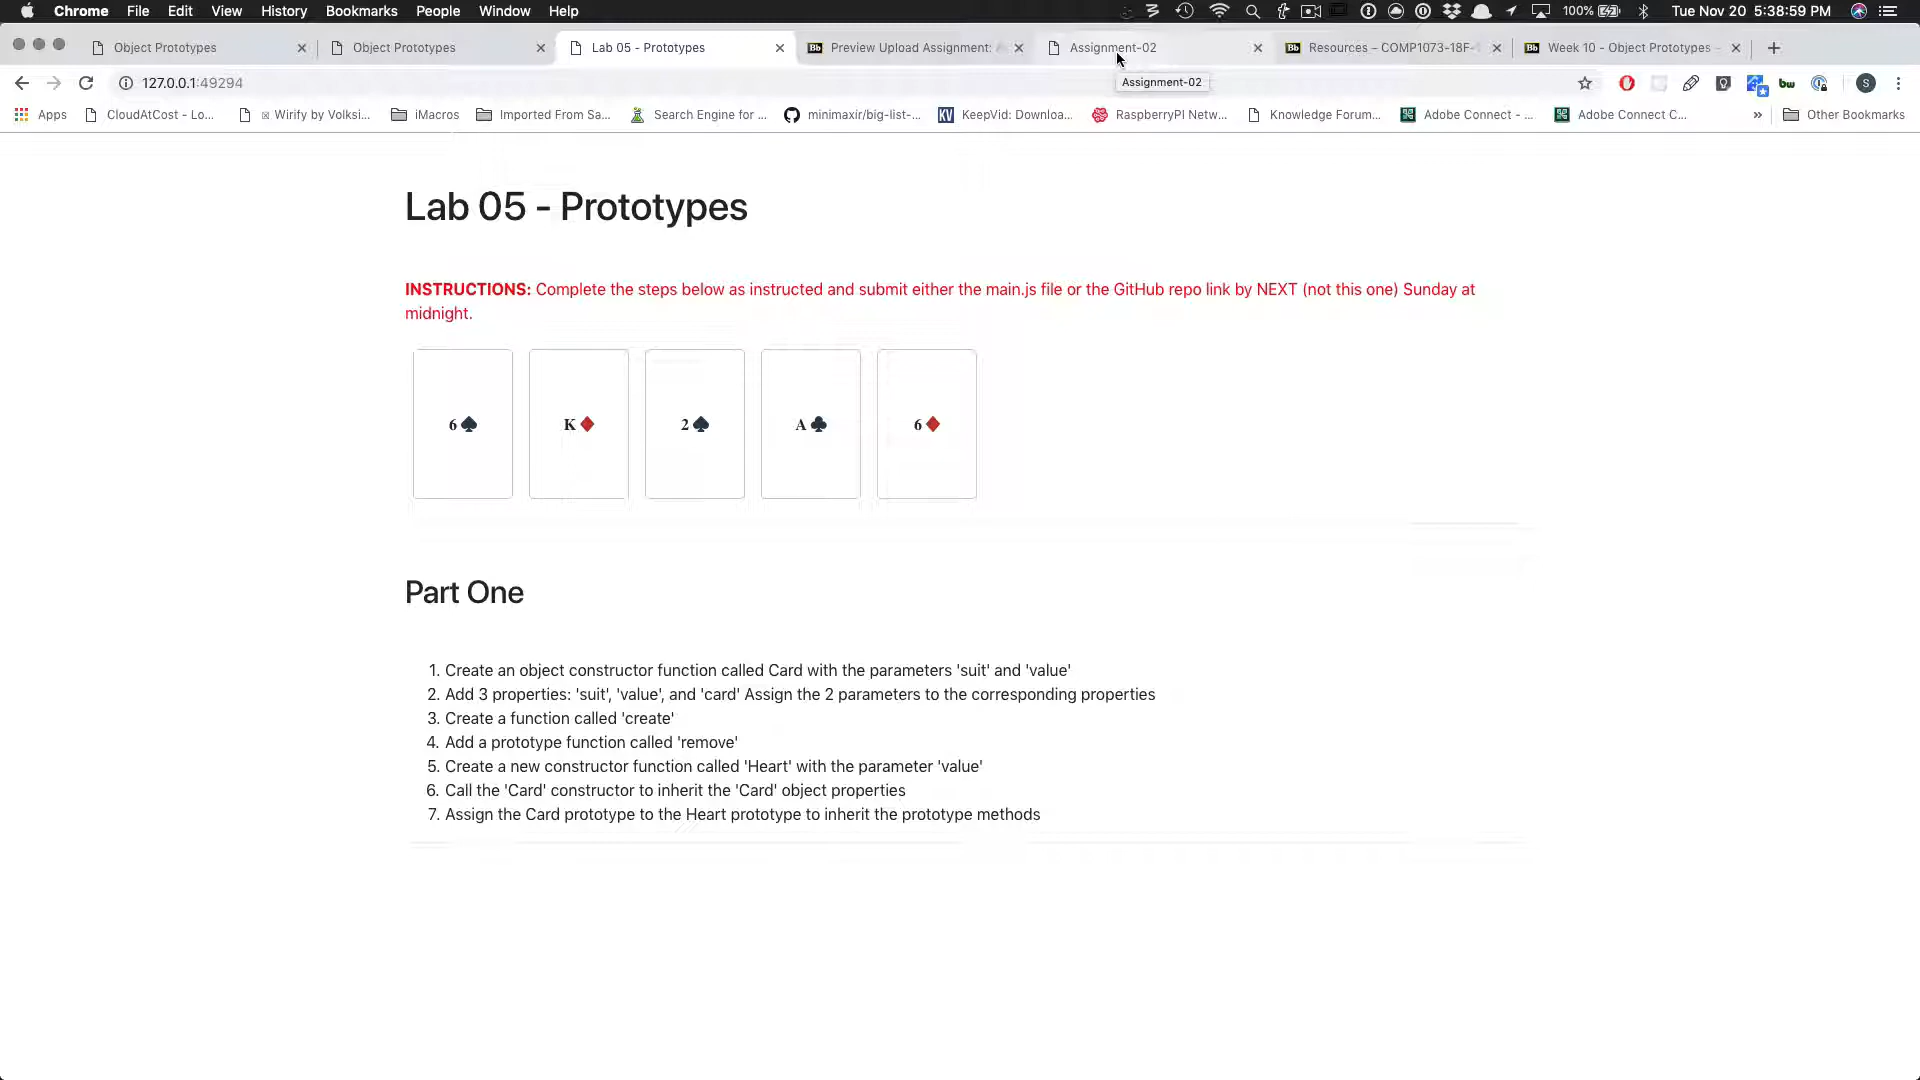 Chrome File Edit View History Bookmarks People Window Help 100% Tue Nov 20 5:38:59 PM
Object Prototypes Object Prototypes Lab 05 - Prototypes Preview Upload Assignment: Assignment-02 Resources – COMP1073-18F- Week 10 - Object Prototypes –
127.0.0.1:49294 Assignment-02
Apps CloudAtCost - Lo... Wirify by Volksi... iMacros Imported From Sa... Search Engine for ... minimaxir/big-list-... KeepVid: Downloa... RaspberryPI Netw... Knowledge Forum... Adobe Connect - ... Adobe Connect C... » Other Bookmarks
Lab 05 - Prototypes
INSTRUCTIONS: Complete the steps below as instructed and submit either the main.js file or the GitHub repo link by NEXT (not this one) Sunday at
midnight.
6♠ K♦ 2♠ A♣ 6♦
Part One
1. Create an object constructor function called Card with the parameters 'suit' and 'value'
2. Add 3 properties: 'suit', 'value', and 'card' Assign the 2 parameters to the corresponding properties
3. Create a function called 'create'
4. Add a prototype function called 'remove'
5. Create a new constructor function called 'Heart' with the parameter 'value'
6. Call the 'Card' constructor to inherit the 'Card' object properties
7. Assign the Card prototype to the Heart prototype to inherit the prototype methods